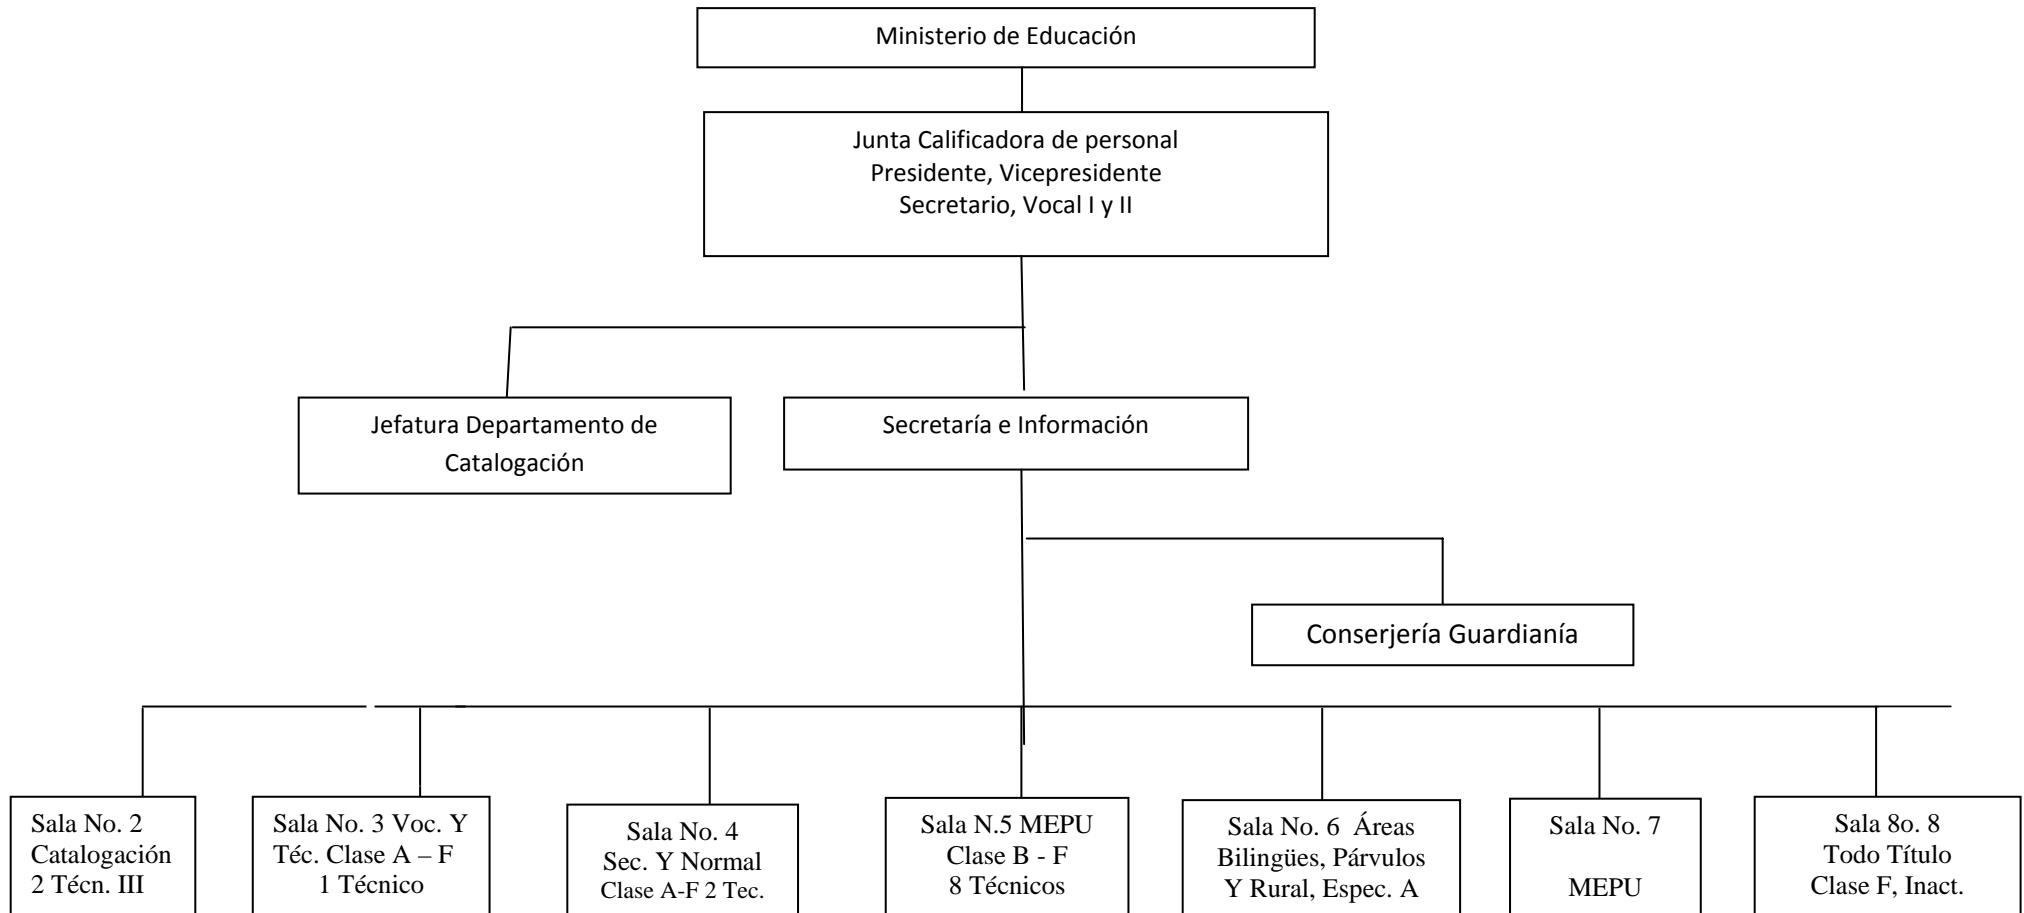 Ministerio de Educación
Junta Calificadora de personal
Presidente, Vicepresidente
Secretario, Vocal I y II
Jefatura Departamento de
Catalogación
Secretaría e Información
Conserjería Guardianía
Sala No. 2
Catalogación
2 Técn. III
Sala No. 3 Voc. Y
Téc. Clase A – F
1 Técnico
Sala No. 4
Sec. Y Normal
Clase A-F 2 Tec.
Sala N.5 MEPU
Clase B - F
8 Técnicos
Sala No. 6  Áreas
Bilingües, Párvulos
Y Rural, Espec. A
Sala No. 7
MEPU
Sala 8o. 8
Todo Título
Clase F, Inact.